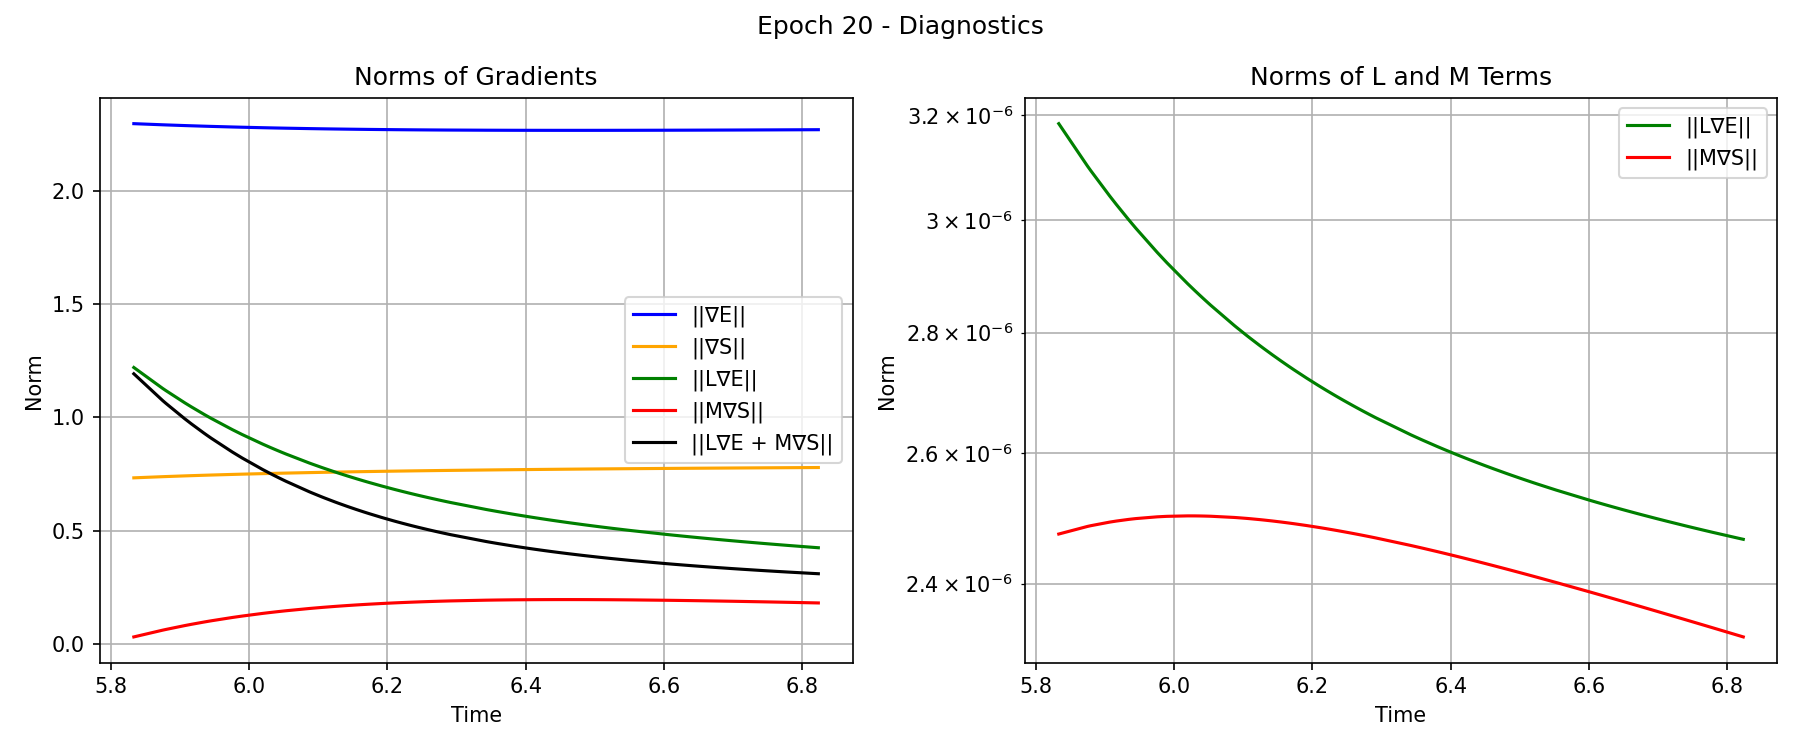 Epoch 20 - Diagnostics
Norms of Gradients
Norm
2.0
1.5
1.0
0.5
0.0
||∇E||
||∇S||
||L∇E||
||M∇S||
||L∇E + M∇S||
5.8 6.0 6.2 6.4 6.6 6.8
Time
Norms of L and M Terms
Norm
3.2 × 10⁻⁶
3 × 10⁻⁶
2.8 × 10⁻⁶
2.6 × 10⁻⁶
2.4 × 10⁻⁶
||L∇E||
||M∇S||
5.8 6.0 6.2 6.4 6.6 6.8
Time